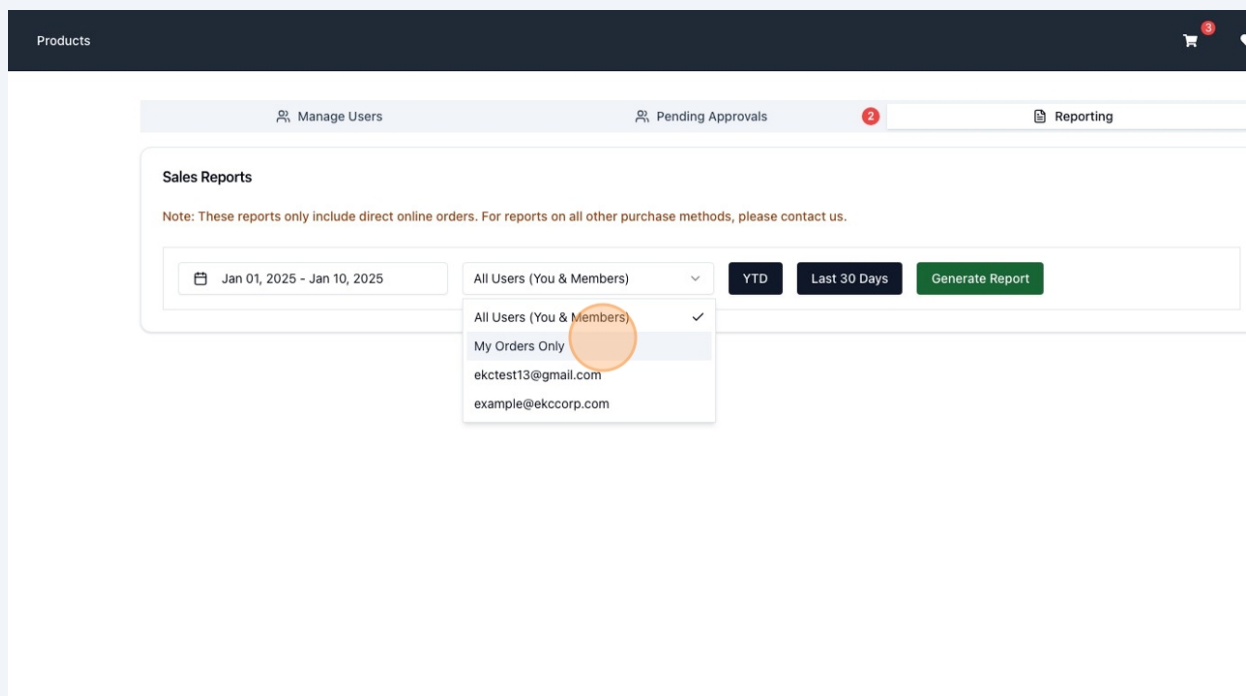 Products
3
Manage Users
Pending Approvals
2
Reporting
Sales Reports
Note: These reports only include direct online orders. For reports on all other purchase methods, please contact us.
Jan 01, 2025 - Jan 10, 2025
All Users (You & Members)
YTD
Last 30 Days
Generate Report
All Users (You & Members)
My Orders Only
ekctest13@gmail.com
example@ekccorp.com